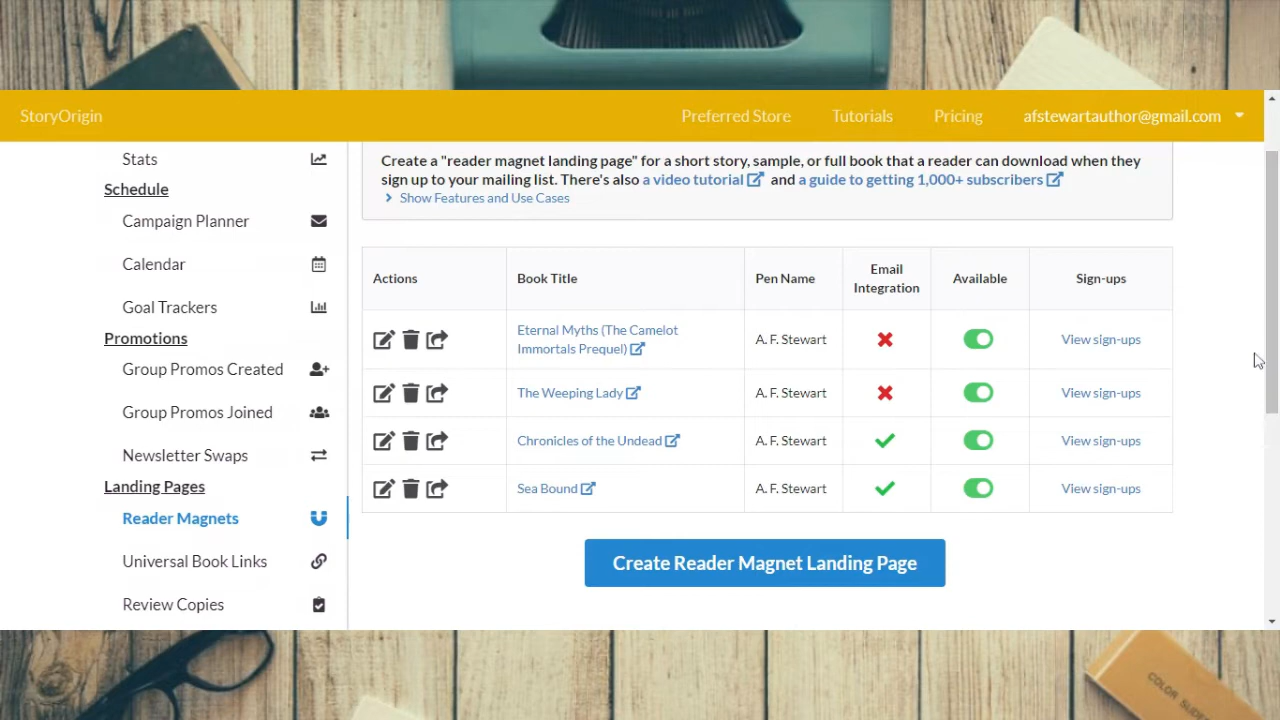 StoryOrigin
Preferred Store
Tutorials
Pricing
afstewartauthor@gmail.com
Stats
Schedule
Campaign Planner
Calendar
Goal Trackers
Promotions
Group Promos Created
Group Promos Joined
Newsletter Swaps
Landing Pages
Reader Magnets
Universal Book Links
Review Copies
Create a "reader magnet landing page" for a short story, sample, or full book that a reader can download when they
sign up to your mailing list. There's also a video tutorial and a guide to getting 1,000+ subscribers
Show Features and Use Cases
Actions
Book Title
Pen Name
Email
Integration
Available
Sign-ups
Eternal Myths (The Camelot
Immortals Prequel)
A. F. Stewart
View sign-ups
The Weeping Lady
A. F. Stewart
View sign-ups
Chronicles of the Undead
A. F. Stewart
View sign-ups
Sea Bound
A. F. Stewart
View sign-ups
Create Reader Magnet Landing Page